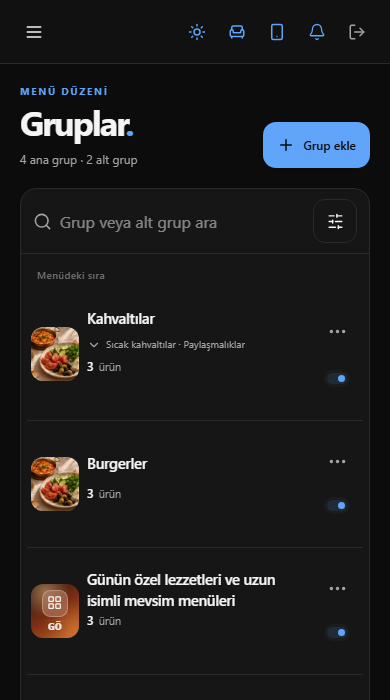 MENÜ DÜZENİ
Gruplar.
4 ana grup · 2 alt grup
Grup ekle
Grup veya alt grup ara
Menüdeki sıra
Kahvaltılar
Sıcak kahvaltılar · Paylaşmalıklar
3 ürün
Burgerler
3 ürün
Günün özel lezzetleri ve uzun
isimli mevsim menüleri
3 ürün
GÖ